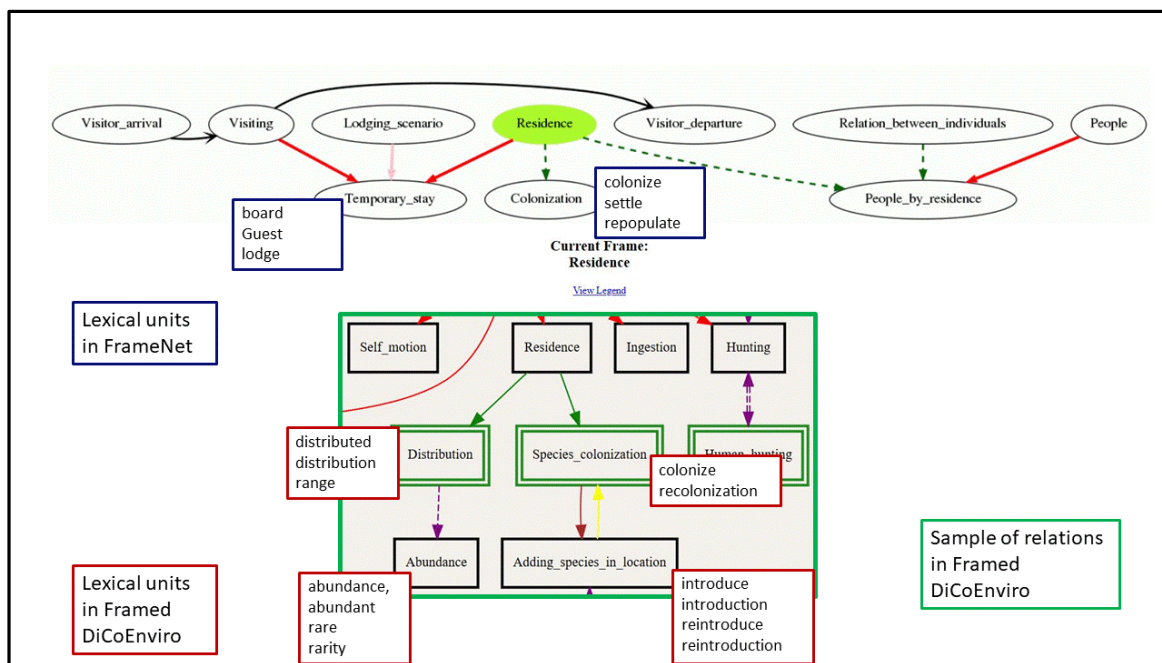 Visitor_arrival
Visiting
Lodging_scenario
Residence
Visitor_departure
Relation_between_individuals
People
Temporary_stay
Colonization
People_by_residence
board
Guest
lodge
colonize
settle
repopulate
Current Frame:
Residence
View Legend
Lexical units
in FrameNet
Self_motion
Residence
Ingestion
Hunting
distributed
distribution
range
Distribution
Species_colonization
Human_hunting
colonize
recolonization
Abundance
Adding_species_in_location
abundance,
abundant
rare
rarity
introduce
introduction
reintroduce
reintroduction
Lexical units
in Framed
DiCoEnviro
Sample of relations
in Framed
DiCoEnviro